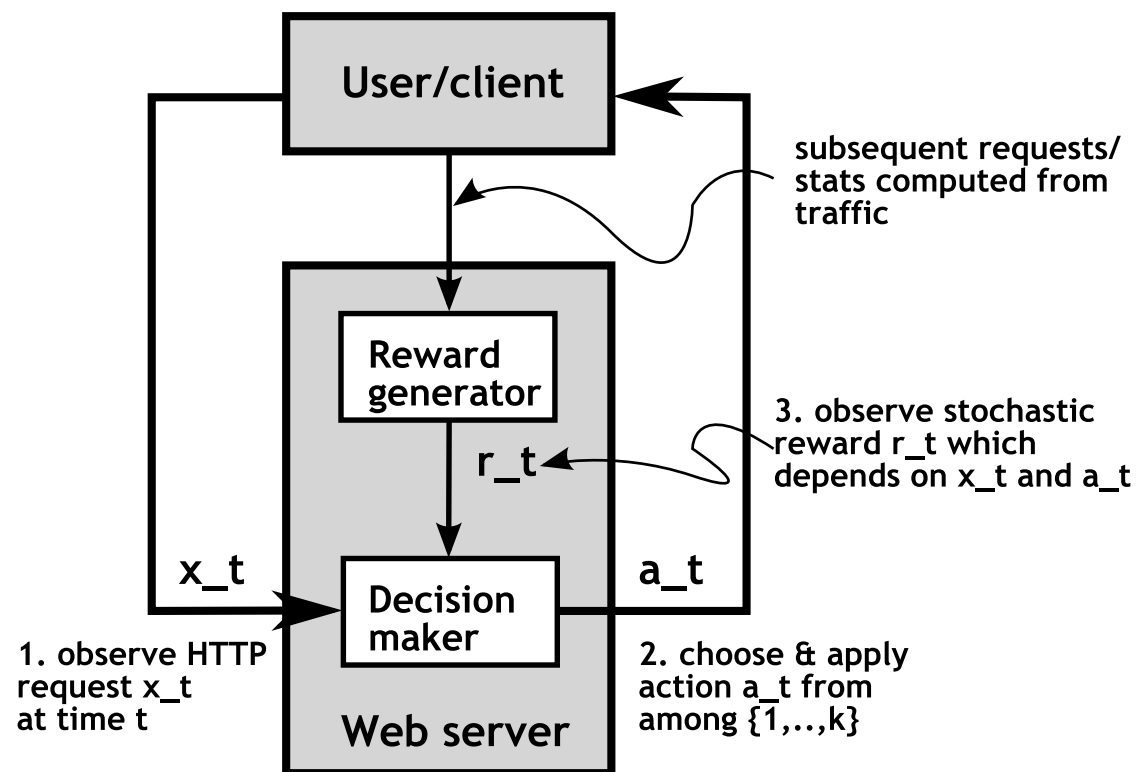 User/client
subsequent requests/
stats computed from
traffic
Reward
generator
r_t
3. observe stochastic
reward r_t which
depends on x_t and a_t
x_t
a_t
Decision
maker
1. observe HTTP
request x_t
at time t
2. choose & apply
action a_t from
among {1,..,k}
Web server